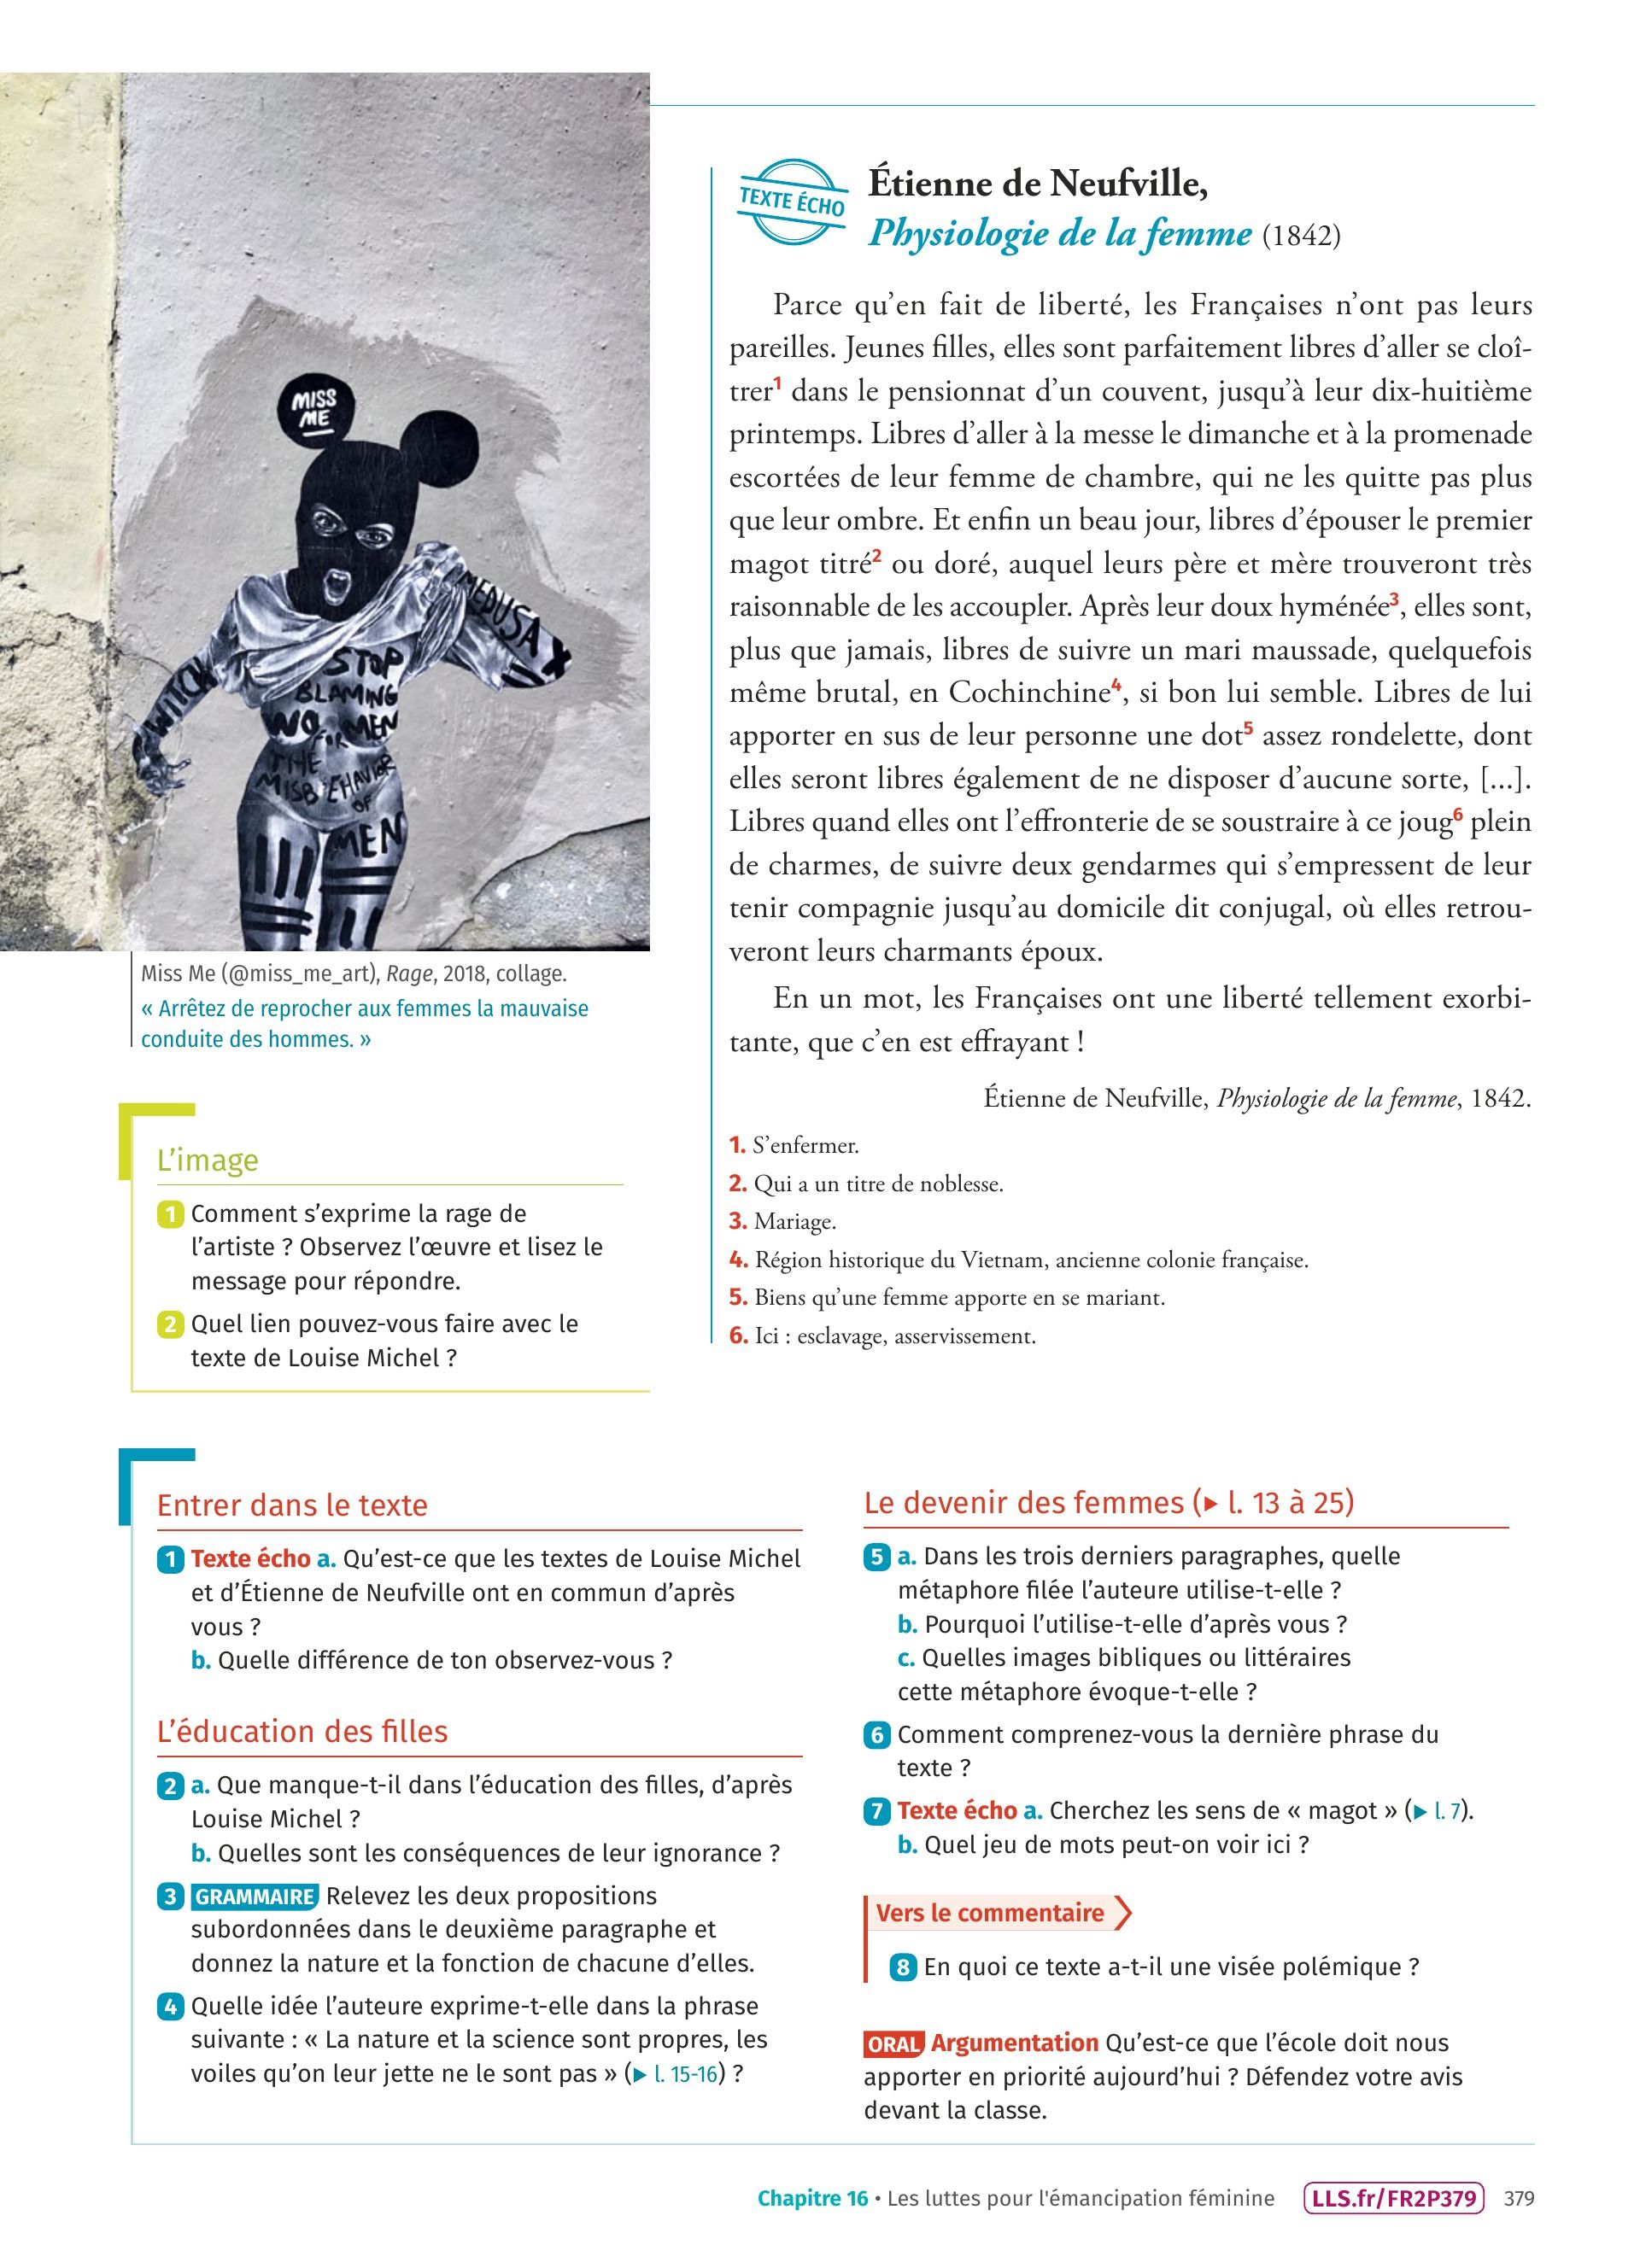 MISS
ME
MEDUSA
WITCH
STOP
BLAMING
WOMEN
FOR
THE
MISBEHAVIOR
OF
MEN
Miss Me (@miss_me_art), Rage, 2018, collage.
« Arrêtez de reprocher aux femmes la mauvaise
conduite des hommes. »
L'image
1 Comment s'exprime la rage de
l'artiste ? Observez l'œuvre et lisez le
message pour répondre.
2 Quel lien pouvez-vous faire avec le
texte de Louise Michel ?
TEXTE ÉCHO
Étienne de Neufville,
Physiologie de la femme (1842)
Parce qu'en fait de liberté, les Françaises n'ont pas leurs
pareilles. Jeunes filles, elles sont parfaitement libres d'aller se cloî-
trer1 dans le pensionnat d'un couvent, jusqu'à leur dix-huitième
printemps. Libres d'aller à la messe le dimanche et à la promenade
escortées de leur femme de chambre, qui ne les quitte pas plus
que leur ombre. Et enfin un beau jour, libres d'épouser le premier
magot titré2 ou doré, auquel leurs père et mère trouveront très
raisonnable de les accoupler. Après leur doux hyménée3, elles sont,
plus que jamais, libres de suivre un mari maussade, quelquefois
même brutal, en Cochinchine4, si bon lui semble. Libres de lui
apporter en sus de leur personne une dot5 assez rondelette, dont
elles seront libres également de ne disposer d'aucune sorte, [...].
Libres quand elles ont l'effronterie de se soustraire à ce joug6 plein
de charmes, de suivre deux gendarmes qui s'empressent de leur
tenir compagnie jusqu'au domicile dit conjugal, où elles retrou-
veront leurs charmants époux.
En un mot, les Françaises ont une liberté tellement exorbi-
tante, que c'en est effrayant !
Étienne de Neufville, Physiologie de la femme, 1842.
1. S'enfermer.
2. Qui a un titre de noblesse.
3. Mariage.
4. Région historique du Vietnam, ancienne colonie française.
5. Biens qu'une femme apporte en se mariant.
6. Ici : esclavage, asservissement.
Entrer dans le texte
1 Texte écho a. Qu'est-ce que les textes de Louise Michel
et d'Étienne de Neufville ont en commun d'après
vous ?
b. Quelle différence de ton observez-vous ?
L'éducation des filles
2 a. Que manque-t-il dans l'éducation des filles, d'après
Louise Michel ?
b. Quelles sont les conséquences de leur ignorance ?
3 GRAMMAIRE Relevez les deux propositions
subordonnées dans le deuxième paragraphe et
donnez la nature et la fonction de chacune d'elles.
4 Quelle idée l'auteure exprime-t-elle dans la phrase
suivante : « La nature et la science sont propres, les
voiles qu'on leur jette ne le sont pas » (▶ l. 15-16) ?
Le devenir des femmes (▶ l. 13 à 25)
5 a. Dans les trois derniers paragraphes, quelle
métaphore filée l'auteure utilise-t-elle ?
b. Pourquoi l'utilise-t-elle d'après vous ?
c. Quelles images bibliques ou littéraires
cette métaphore évoque-t-elle ?
6 Comment comprenez-vous la dernière phrase du
texte ?
7 Texte écho a. Cherchez les sens de « magot » (▶ l. 7).
b. Quel jeu de mots peut-on voir ici ?
Vers le commentaire
8 En quoi ce texte a-t-il une visée polémique ?
ORAL Argumentation Qu'est-ce que l'école doit nous
apporter en priorité aujourd'hui ? Défendez votre avis
devant la classe.
Chapitre 16 • Les luttes pour l'émancipation féminine LLS.fr/FR2P379 379